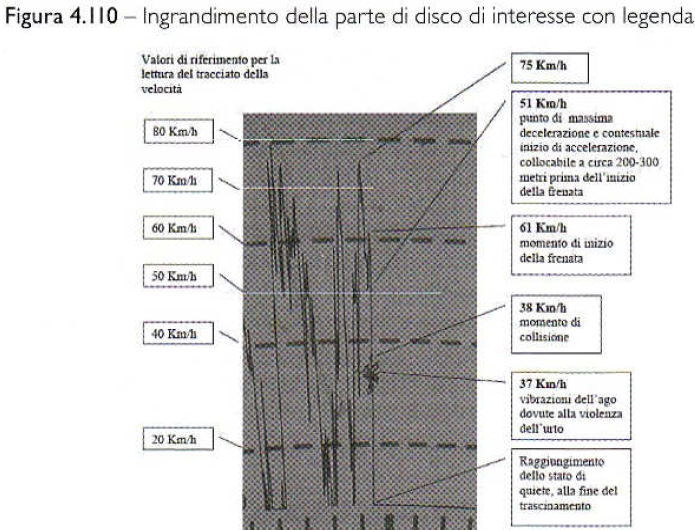 Figura 4.110 – Ingrandimento della parte di disco di interesse con legenda
Valori di riferimento per la
lettura del tracciato della
velocità
80 Km/h
70 Km/h
60 Km/h
50 Km/h
40 Km/h
20 Km/h
75 Km/h
51 Km/h
punto di massima
decelerazione e contestuale
inizio di accelerazione,
collocabile a circa 200-300
metri prima dell'inizio
della frenata
61 Km/h
momento di inizio
della frenata
38 Km/h
momento di
collisione
37 Km/h
vibrazioni dell'ago
dovute alla violenza
dell'urto
Raggiungimento
dello stato di
quiete, alla fine del
trascinamento